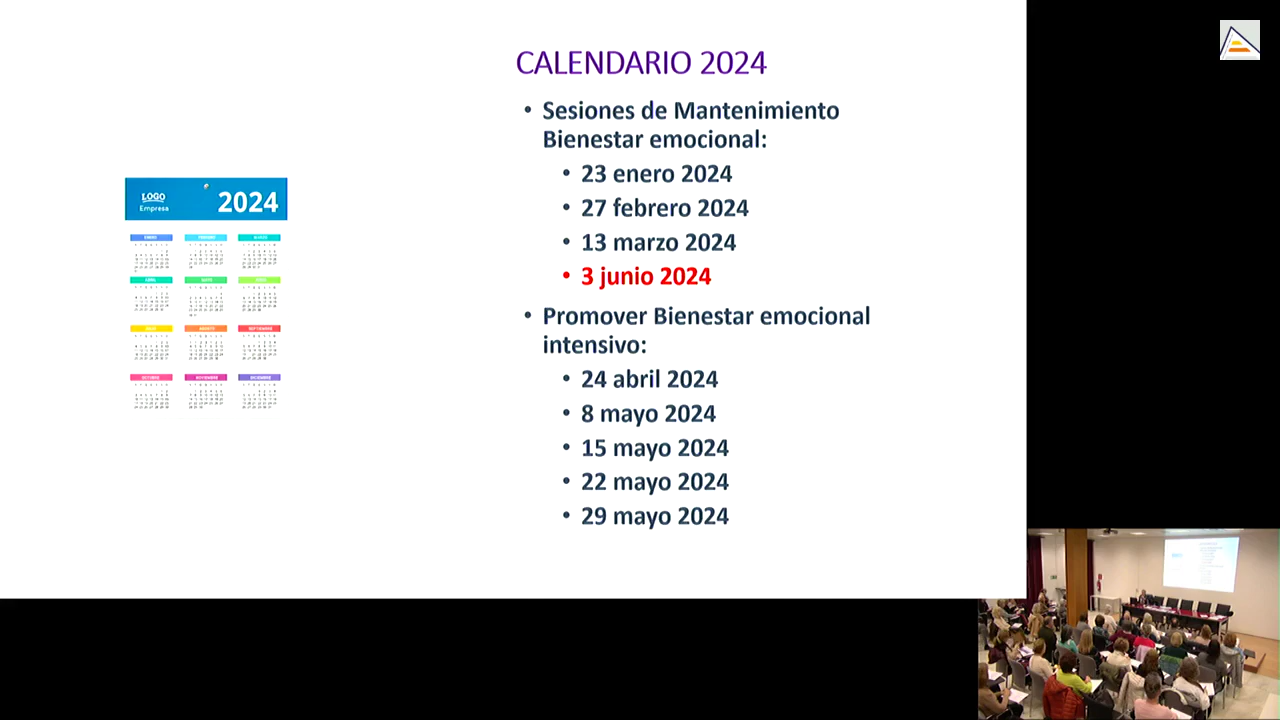 CALENDARIO 2024
• Sesiones de Mantenimiento
Bienestar emocional:
• 23 enero 2024
• 27 febrero 2024
• 13 marzo 2024
• 3 junio 2024
• Promover Bienestar emocional
intensivo:
• 24 abril 2024
• 8 mayo 2024
• 15 mayo 2024
• 22 mayo 2024
• 29 mayo 2024
LOGO
Empresa
2024